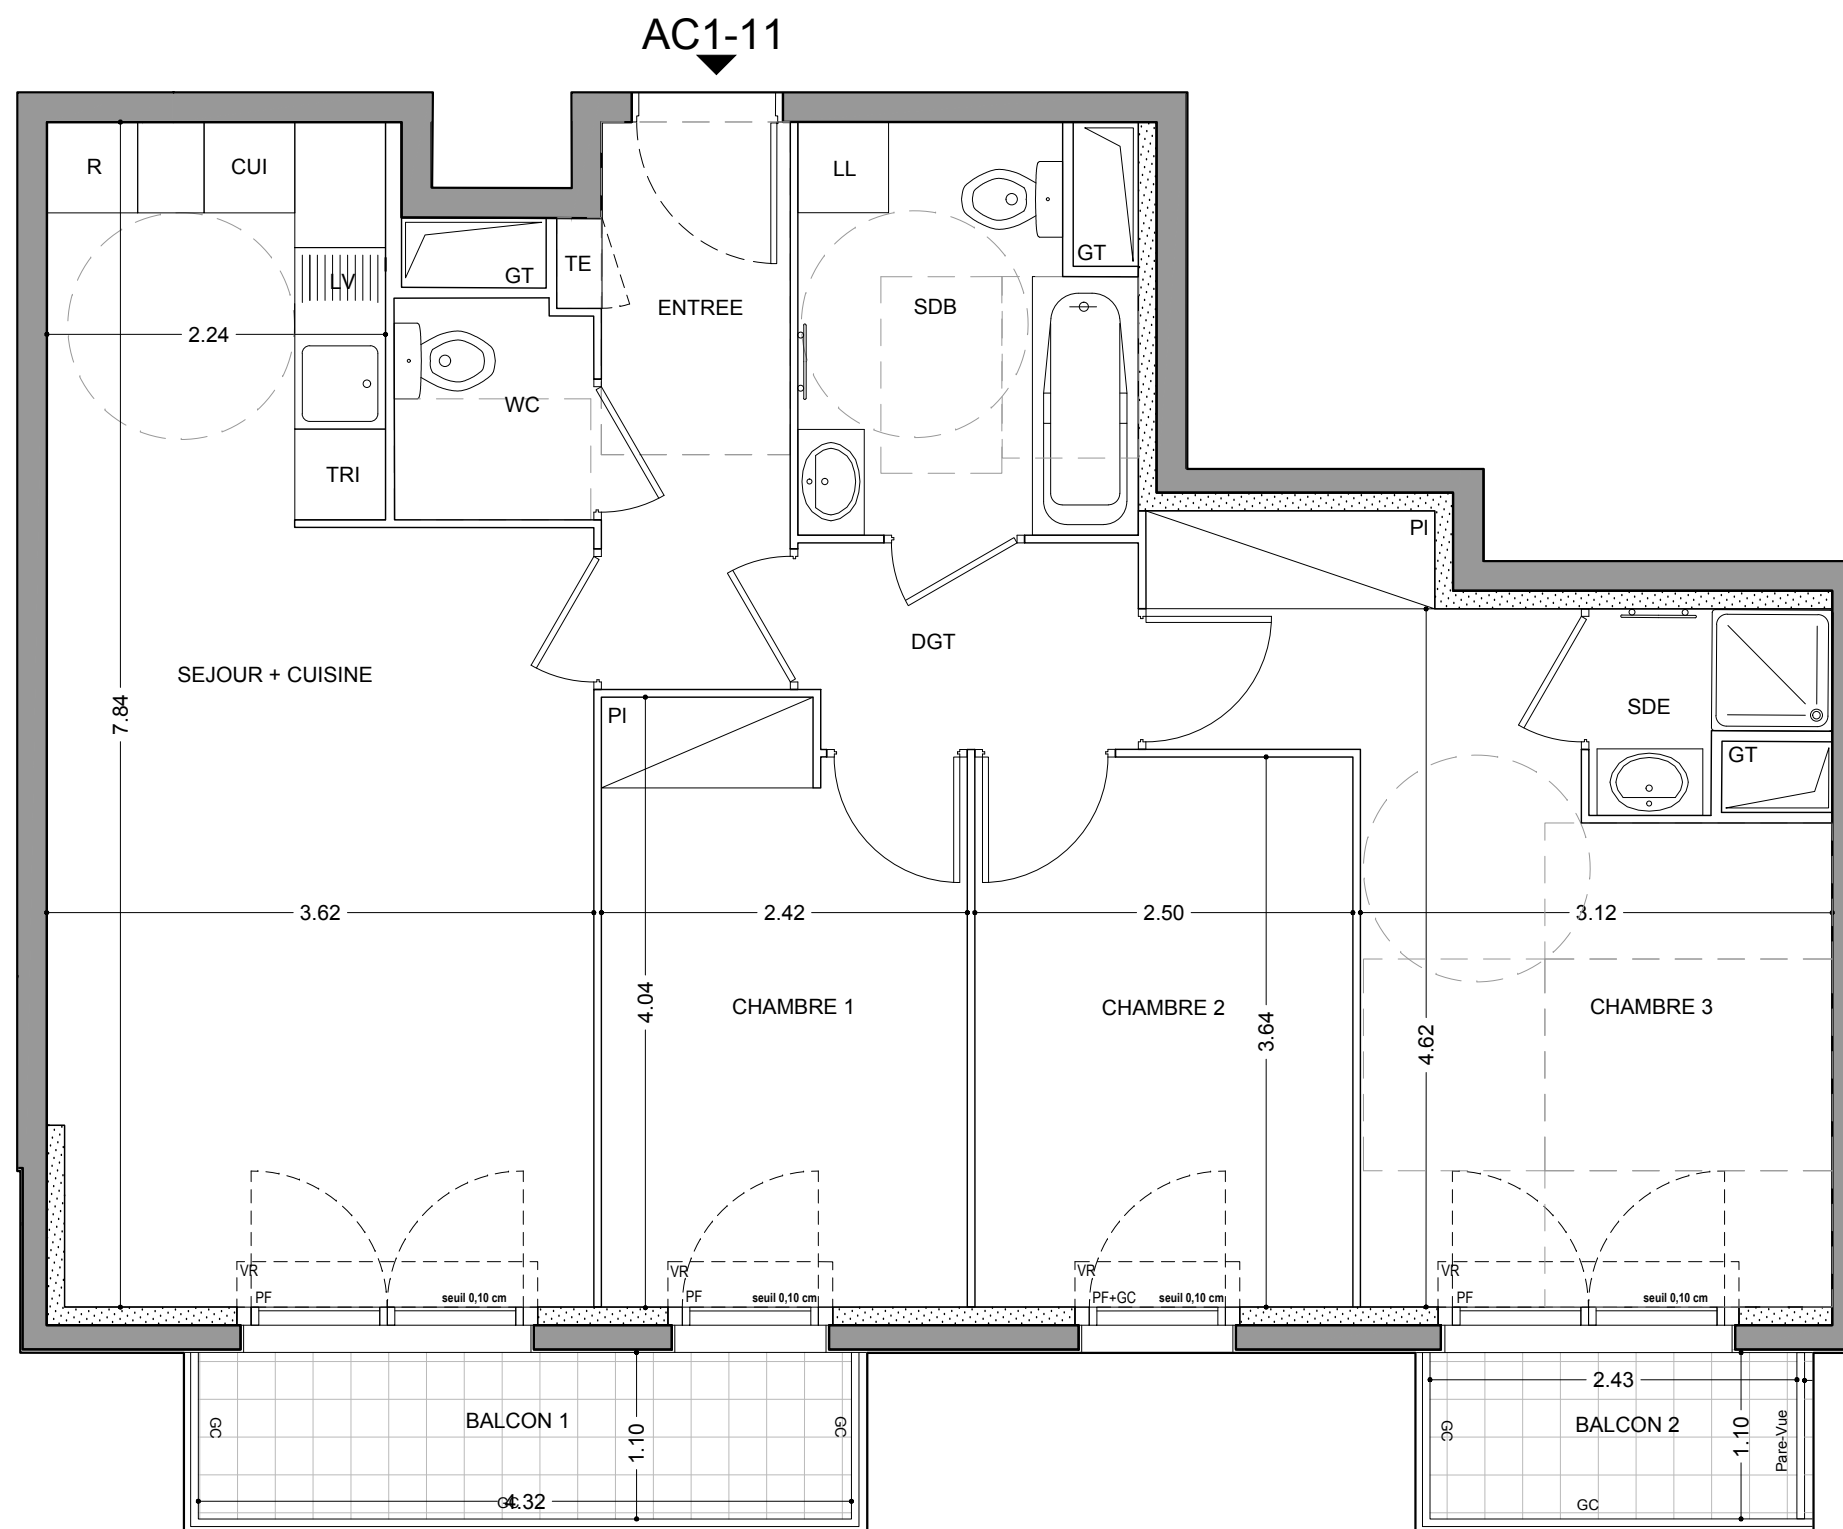 AC1-11
R
CUI
LL
GT
LV
GT
TE
ENTREE
SDB
2.24
WC
TRI
PI
SEJOUR + CUISINE
7.84
PI
DGT
SDE
GT
3.62
2.42
2.50
3.12
4.04
CHAMBRE 1
CHAMBRE 2
3.64
4.62
CHAMBRE 3
VR
PF
seuil 0,10 cm
VR
PF
seuil 0,10 cm
VR
PF+GC
seuil 0,10 cm
VR
PF
seuil 0,10 cm
GC
BALCON 1
1.10
GC
GC
4.32
2.43
GC
BALCON 2
1.10
Pare-Vue
GC